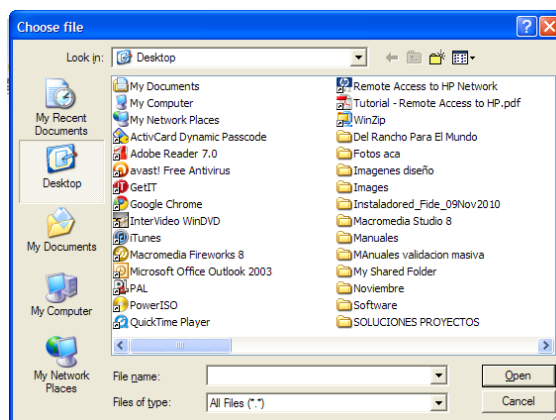 Choose file
Look in:
Desktop
My Recent
Documents
Desktop
My Documents
My Computer
My Network
Places
My Documents
My Computer
My Network Places
ActivCard Dynamic Passcode
Adobe Reader 7.0
avast! Free Antivirus
GetIT
Google Chrome
InterVideo WinDVD
iTunes
Macromedia Fireworks 8
Microsoft Office Outlook 2003
PAL
PowerISO
QuickTime Player
Remote Access to HP Network
Tutorial - Remote Access to HP.pdf
WinZip
Del Rancho Para El Mundo
Fotos aca
Imagenes diseño
Images
Instaladored_Fide_09Nov2010
Macromedia Studio 8
Manuales
MAnuales validacion masiva
My Shared Folder
Noviembre
Software
SOLUCIONES PROYECTOS
File name:
Open
Files of type:
All Files (*.*)
Cancel